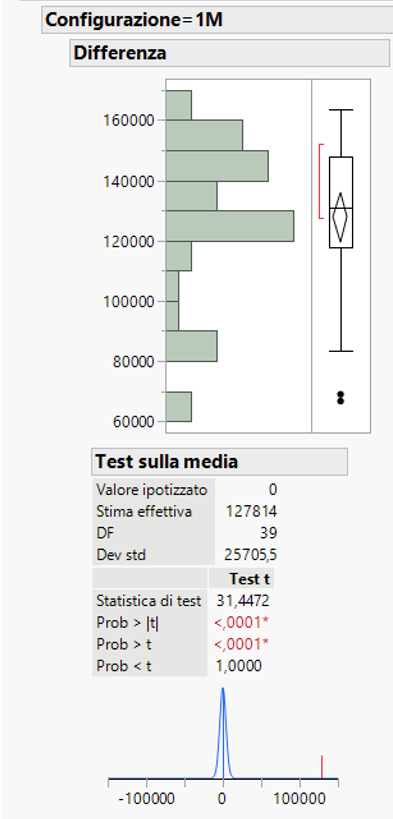 Configurazione=1M
Differenza
160000
140000
120000
100000
80000
60000
Test sulla media
Valore ipotizzato 0
Stima effettiva 127814
DF 39
Dev std 25705,5
Test t
Statistica di test 31,4472
Prob > |t| <,0001*
Prob > t <,0001*
Prob < t 1,0000
-100000 0 100000